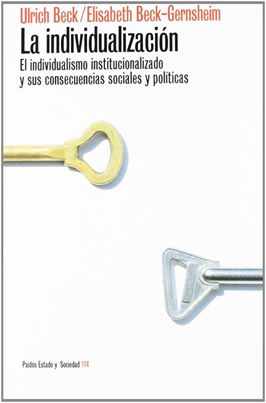 Ulrich Beck/Elisabeth Beck-Gernsheim
La individualización
El individualismo institucionalizado
y sus consecuencias sociales y políticas
Paidós Estado y Sociedad 114